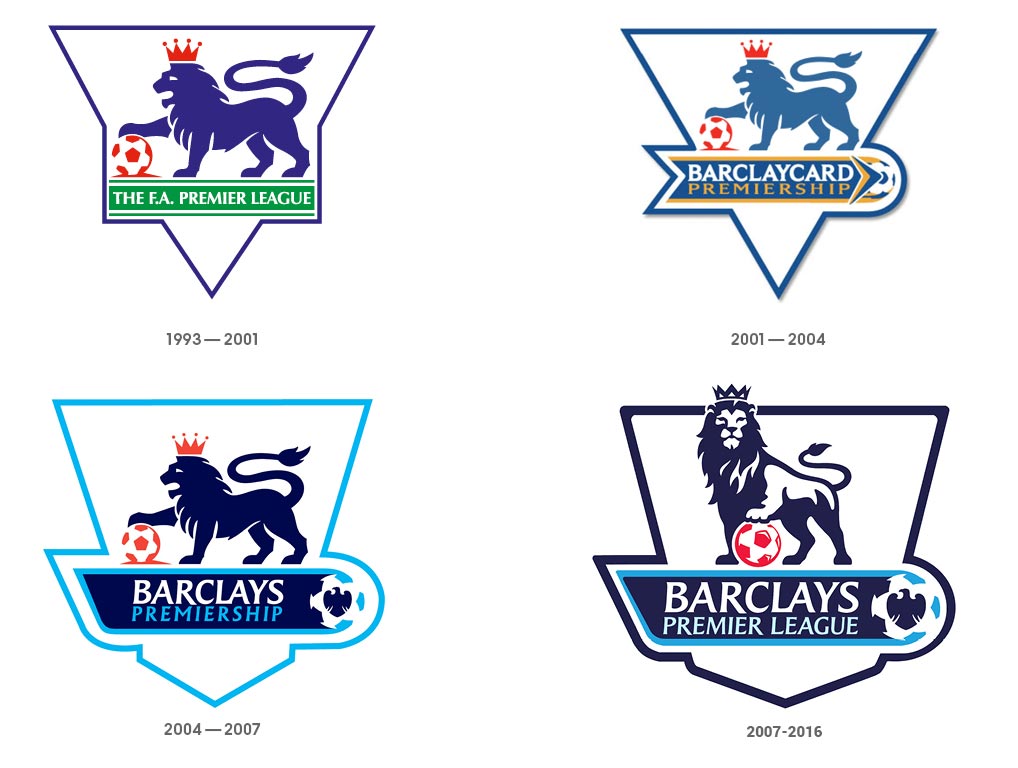 THE F.A. PREMIER LEAGUE
1993 — 2001
BARCLAYCARD
PREMIERSHIP
2001 — 2004
BARCLAYS
PREMIERSHIP
2004 — 2007
BARCLAYS
PREMIER LEAGUE
2007-2016